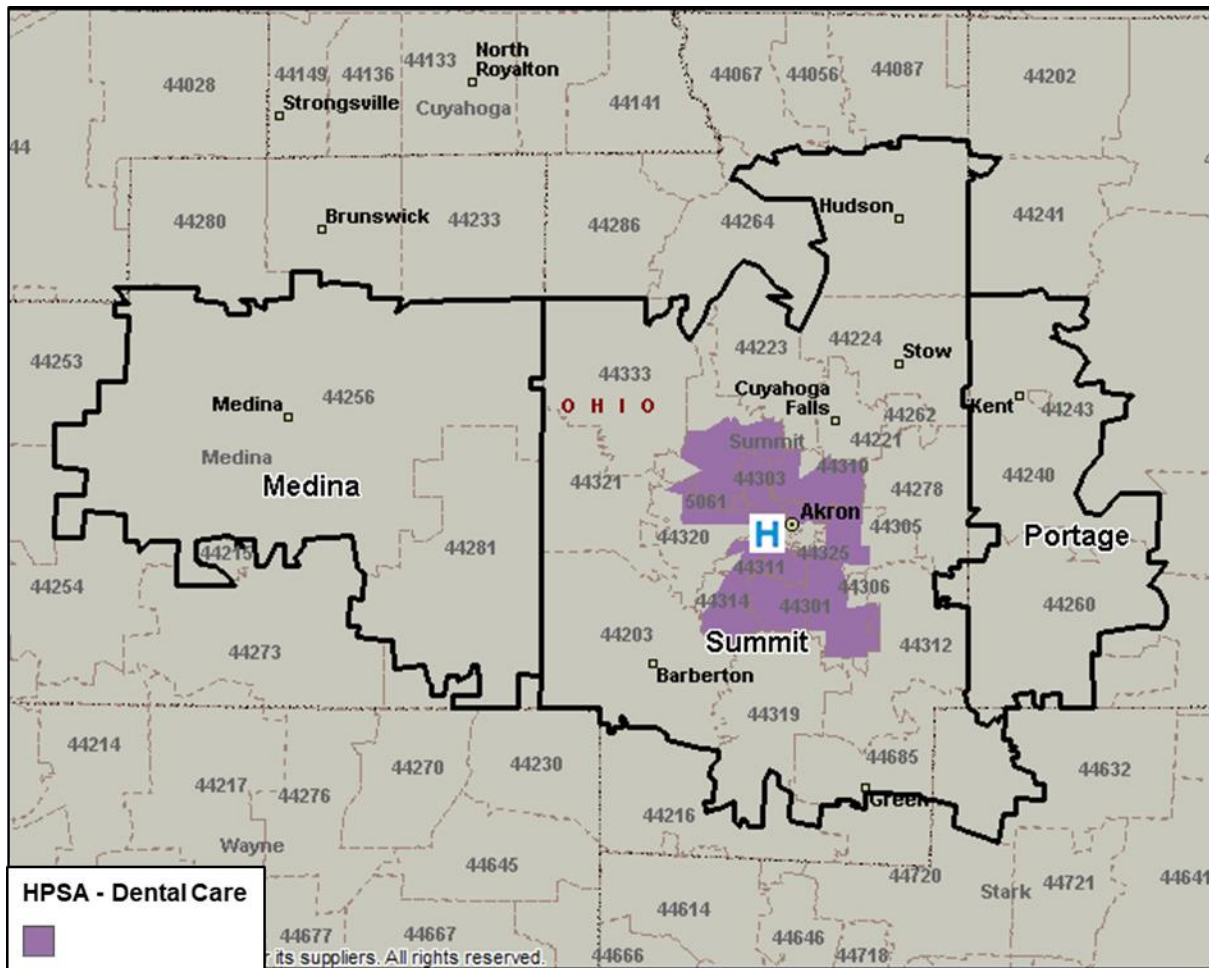 44028
44149
44136
44133
North
Royalton
44067
44056
44087
44202
Strongsville
Cuyahoga
44141
44
44280
Brunswick
44233
44286
44264
Hudson
44241
44253
44256
Medina
Medina
Medina
44333
OHIO
44223
44224
Stow
Cuyahoga
Falls
44262
Kent
44243
Summit
44221
44310
44303
44321
5061
44278
44240
Akron
H
44320
44325
44305
Portage
44281
44215
44254
44311
44306
44314
44301
44260
44203
Summit
44312
44273
Barberton
44319
44214
44217
44276
44270
44230
44685
Green
44632
44216
Wayne
44645
44720
Stark
44721
44641
HPSA - Dental Care
44614
44677
44667
44666
44646
44718
r its suppliers. All rights reserved.